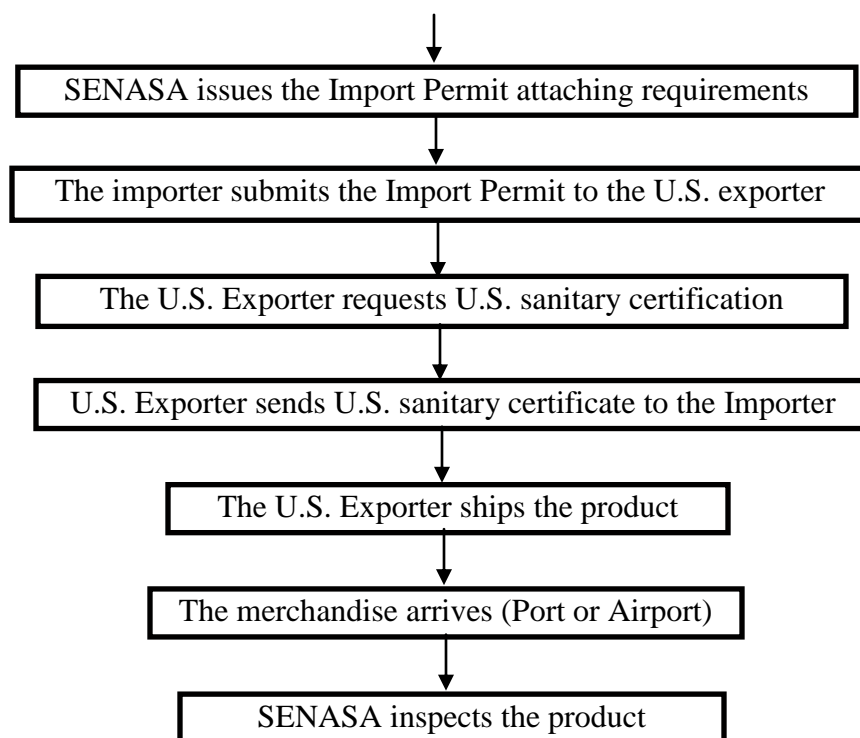 SENASA issues the Import Permit attaching requirements
The importer submits the Import Permit to the U.S. exporter
The U.S. Exporter requests U.S. sanitary certification
U.S. Exporter sends U.S. sanitary certificate to the Importer
The U.S. Exporter ships the product
The merchandise arrives (Port or Airport)
SENASA inspects the product